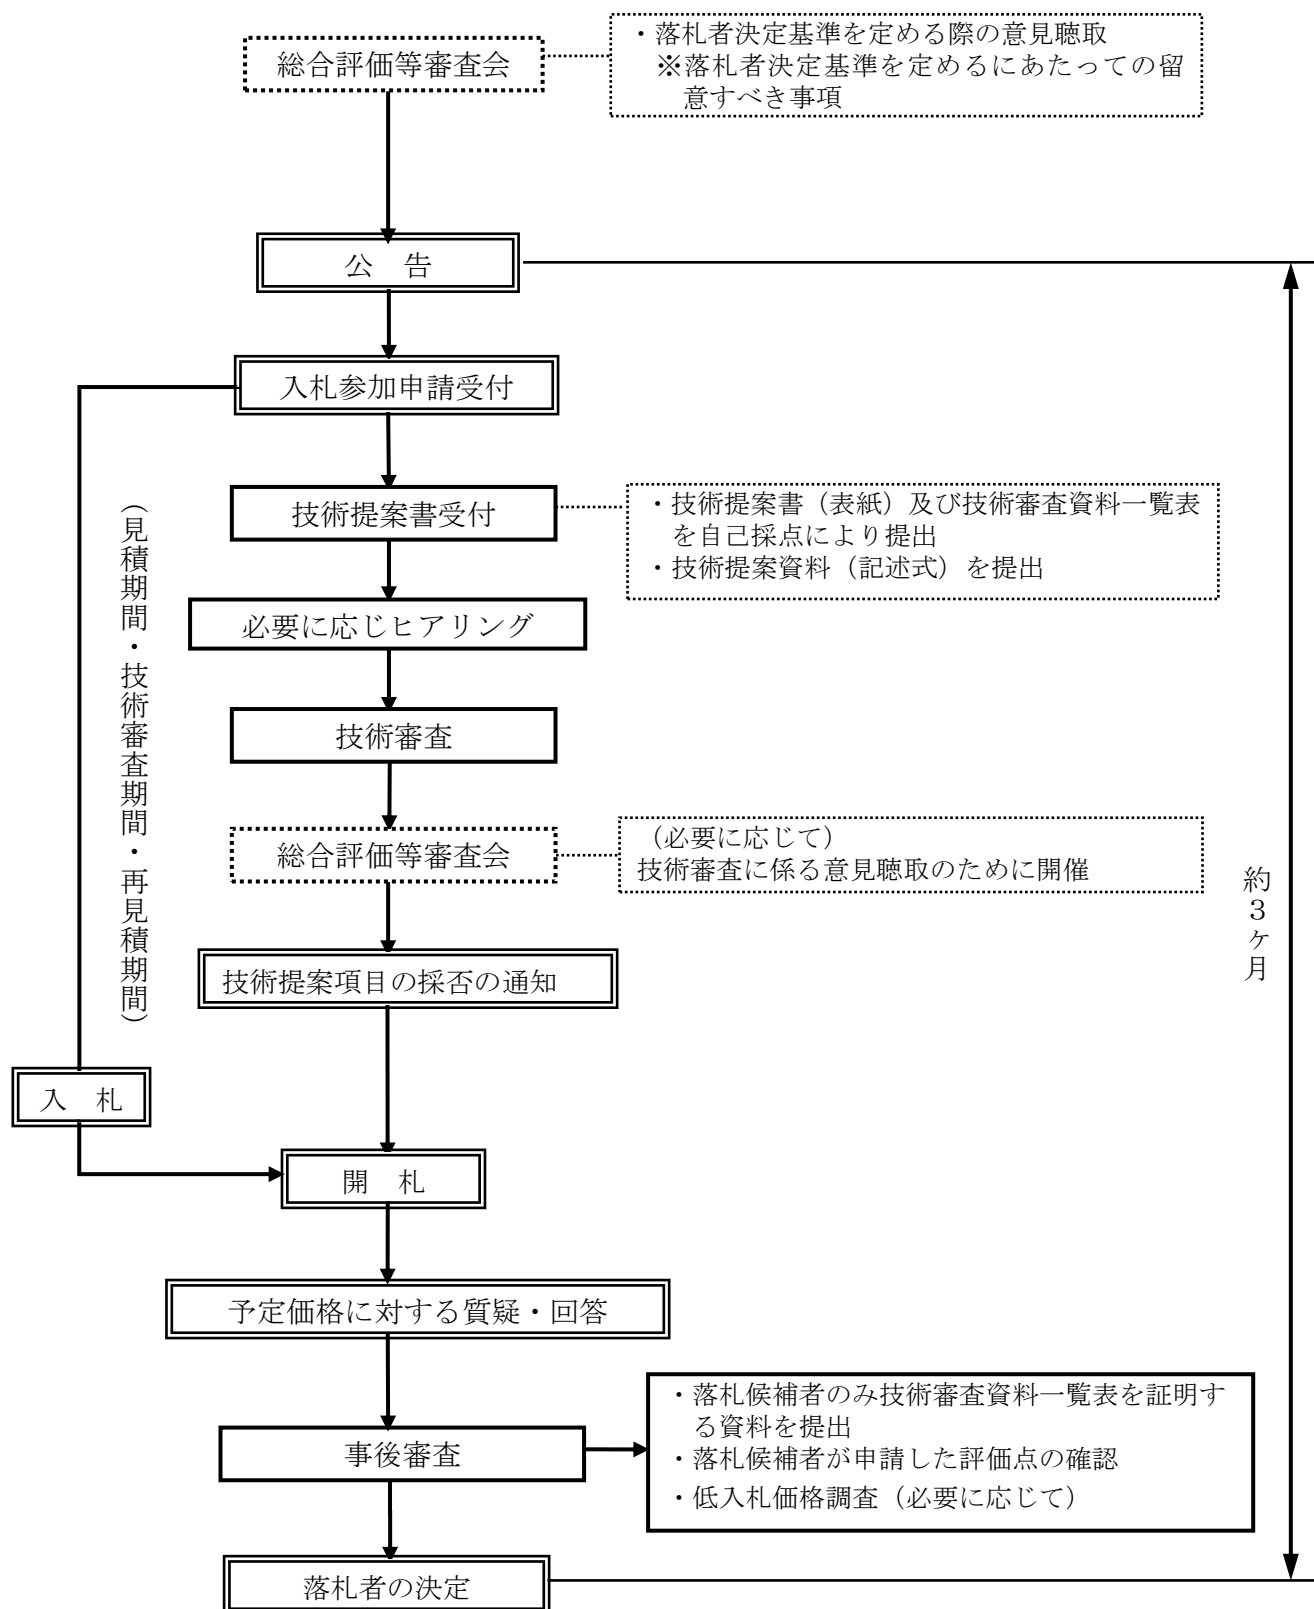 総合評価等審査会
・落札者決定基準を定める際の意見聴取
※落札者決定基準を定めるにあたっての留
意すべき事項
公　告
入札参加申請受付
技術提案書受付
・技術提案書（表紙）及び技術審査資料一覧表
を自己採点により提出
・技術提案資料（記述式）を提出
必要に応じヒアリング
技術審査
総合評価等審査会
（必要に応じて）
技術審査に係る意見聴取のために開催
技術提案項目の採否の通知
（見積期間・技術審査期間・再見積期間）
入　札
開　札
予定価格に対する質疑・回答
事後審査
・落札候補者のみ技術審査資料一覧表を証明す
る資料を提出
・落札候補者が申請した評価点の確認
・低入札価格調査（必要に応じて）
落札者の決定
約３ヶ月